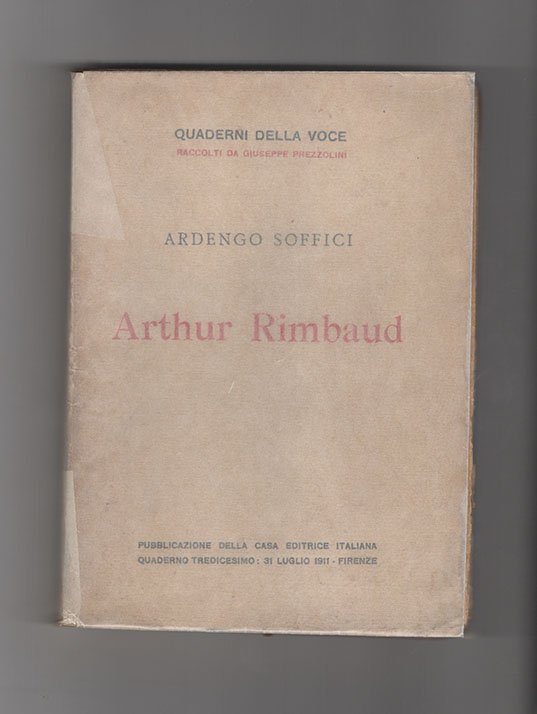 QUADERNI DELLA VOCE
RACCOLTI DA GIUSEPPE PREZZOLINI
ARDENGO SOFFICI
Arthur Rimbaud
PUBBLICAZIONE DELLA CASA EDITRICE ITALIANA
QUADERNO TREDICESIMO: 31 LUGLIO 1911 - FIRENZE